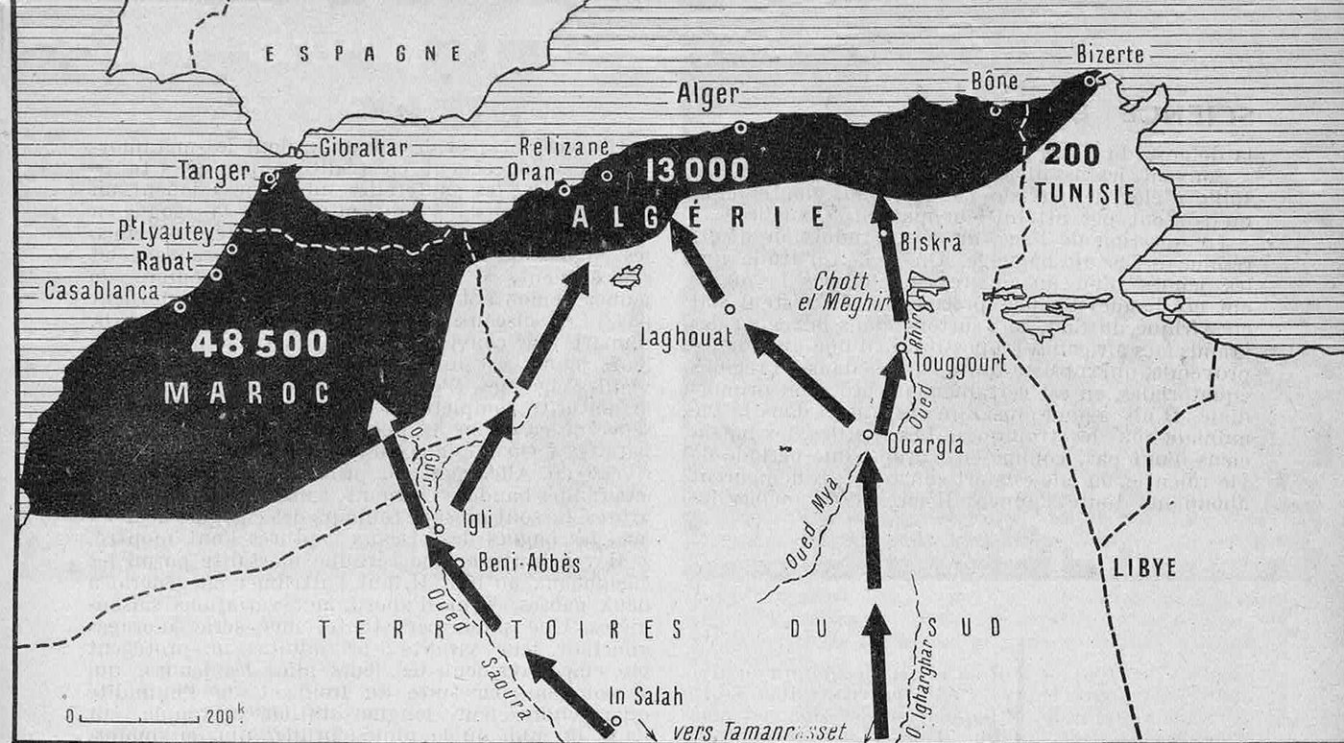 ESPAGNE
Bizerte
Bône
Alger
Gibraltar
Relizane
Tanger
Oran
13 000
200
TUNISIE
ALGÉRIE
Pt Lyautey
Biskra
Rabat
Casablanca
Chott
el Meghir
48 500
Laghouat
MAROC
Touggourt
Oued
O. Guir
Ouargla
Igli
Oued Mya
Beni-Abbès
LIBYE
Oued
Saoura
TERRITOIRES DU SUD
O. Igharghar
In Salah
0 200k
vers Tamanrasset